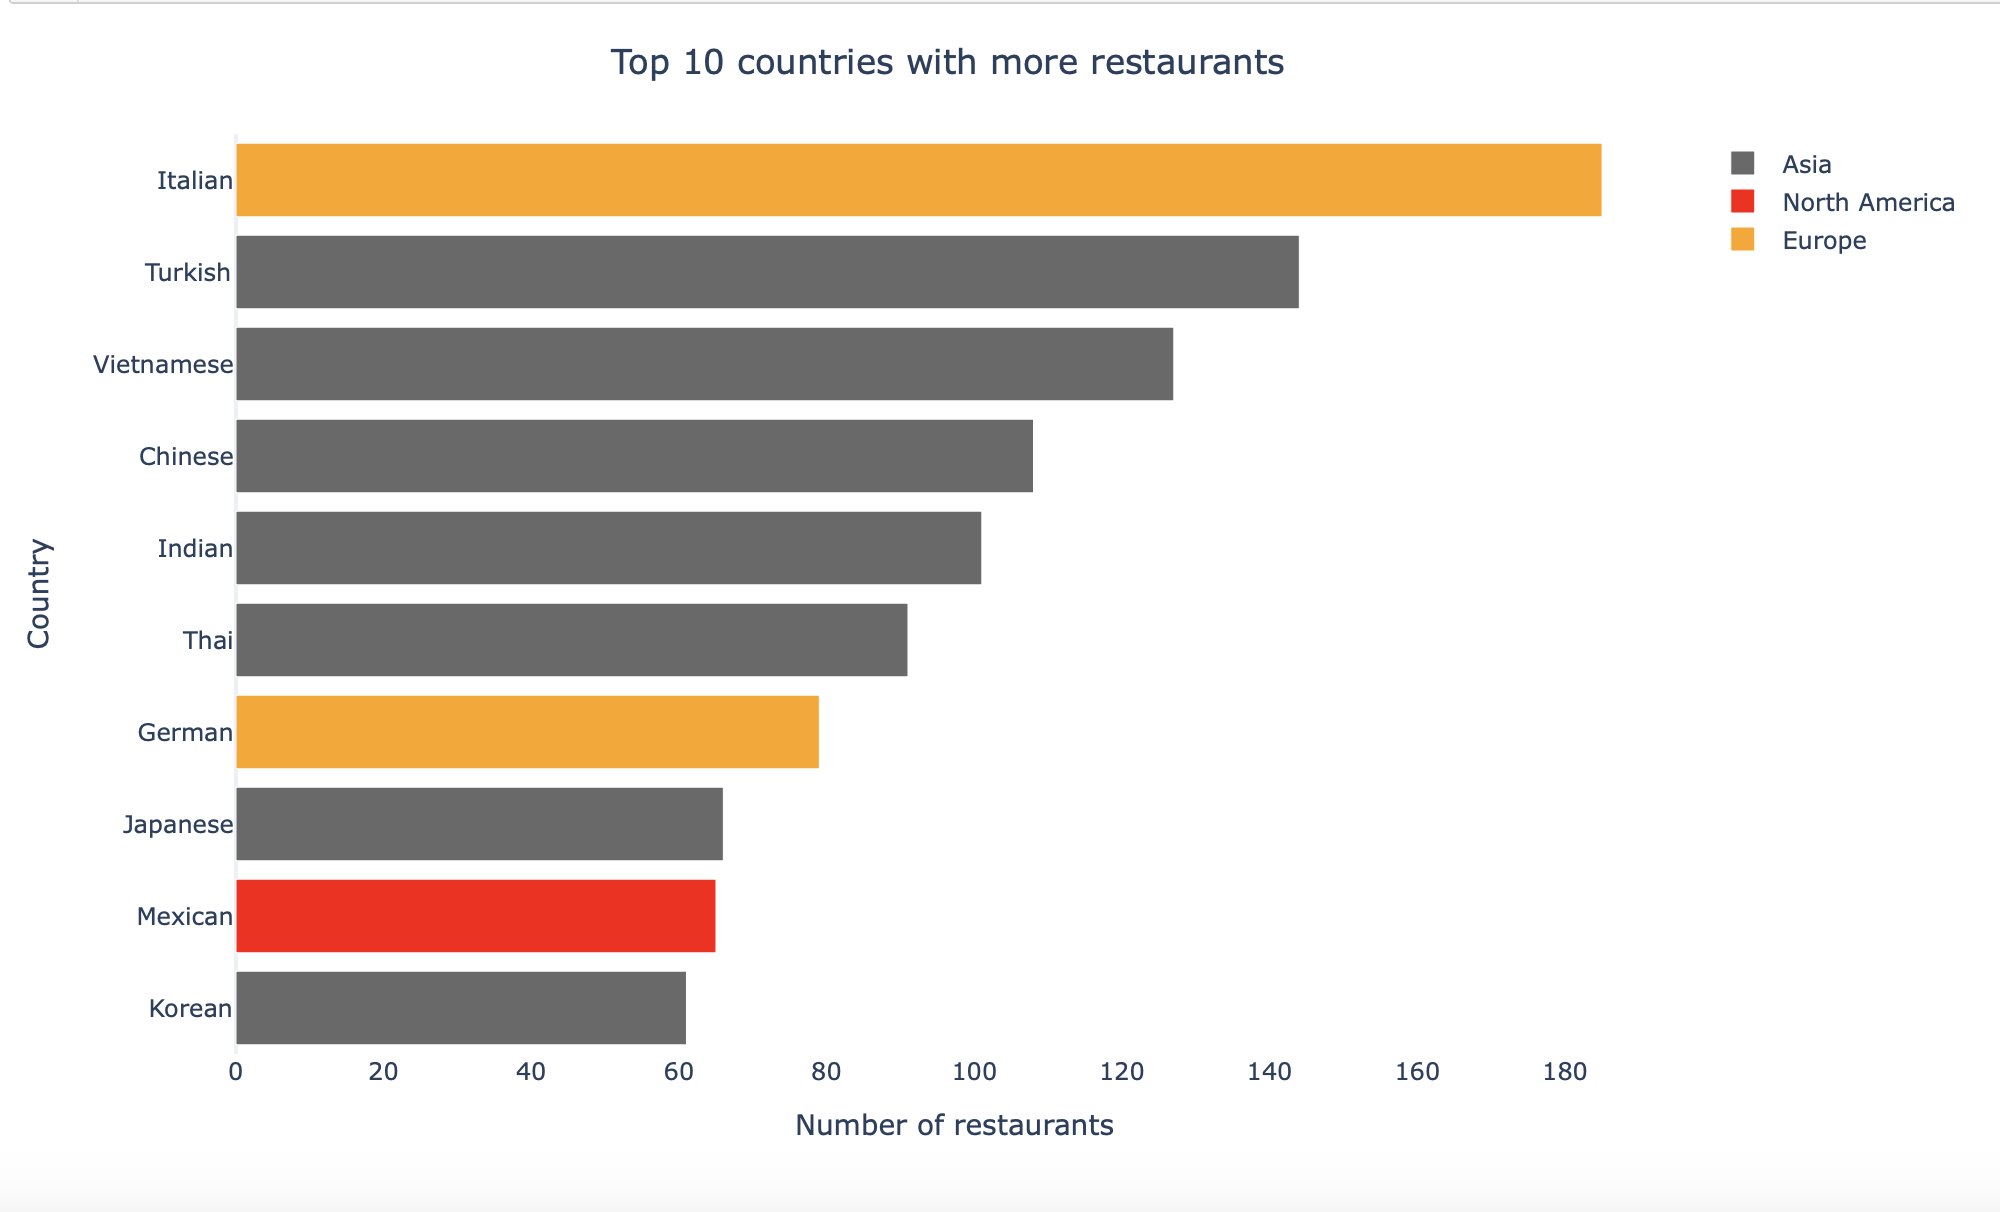 Top 10 countries with more restaurants
Italian
Turkish
Vietnamese
Chinese
Indian
Thai
German
Japanese
Mexican
Korean
Country
0 20 40 60 80 100 120 140 160 180
Number of restaurants
Asia
North America
Europe